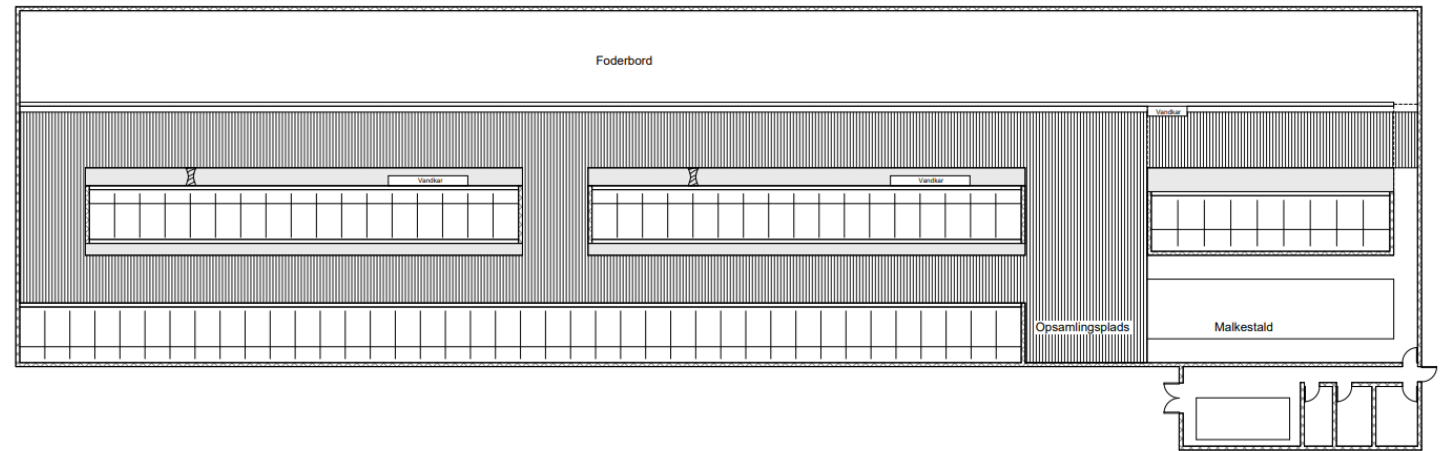 Foderbord
Vandkar
Vandkar
Vandkar
Opsamlingsplads
Malkestald